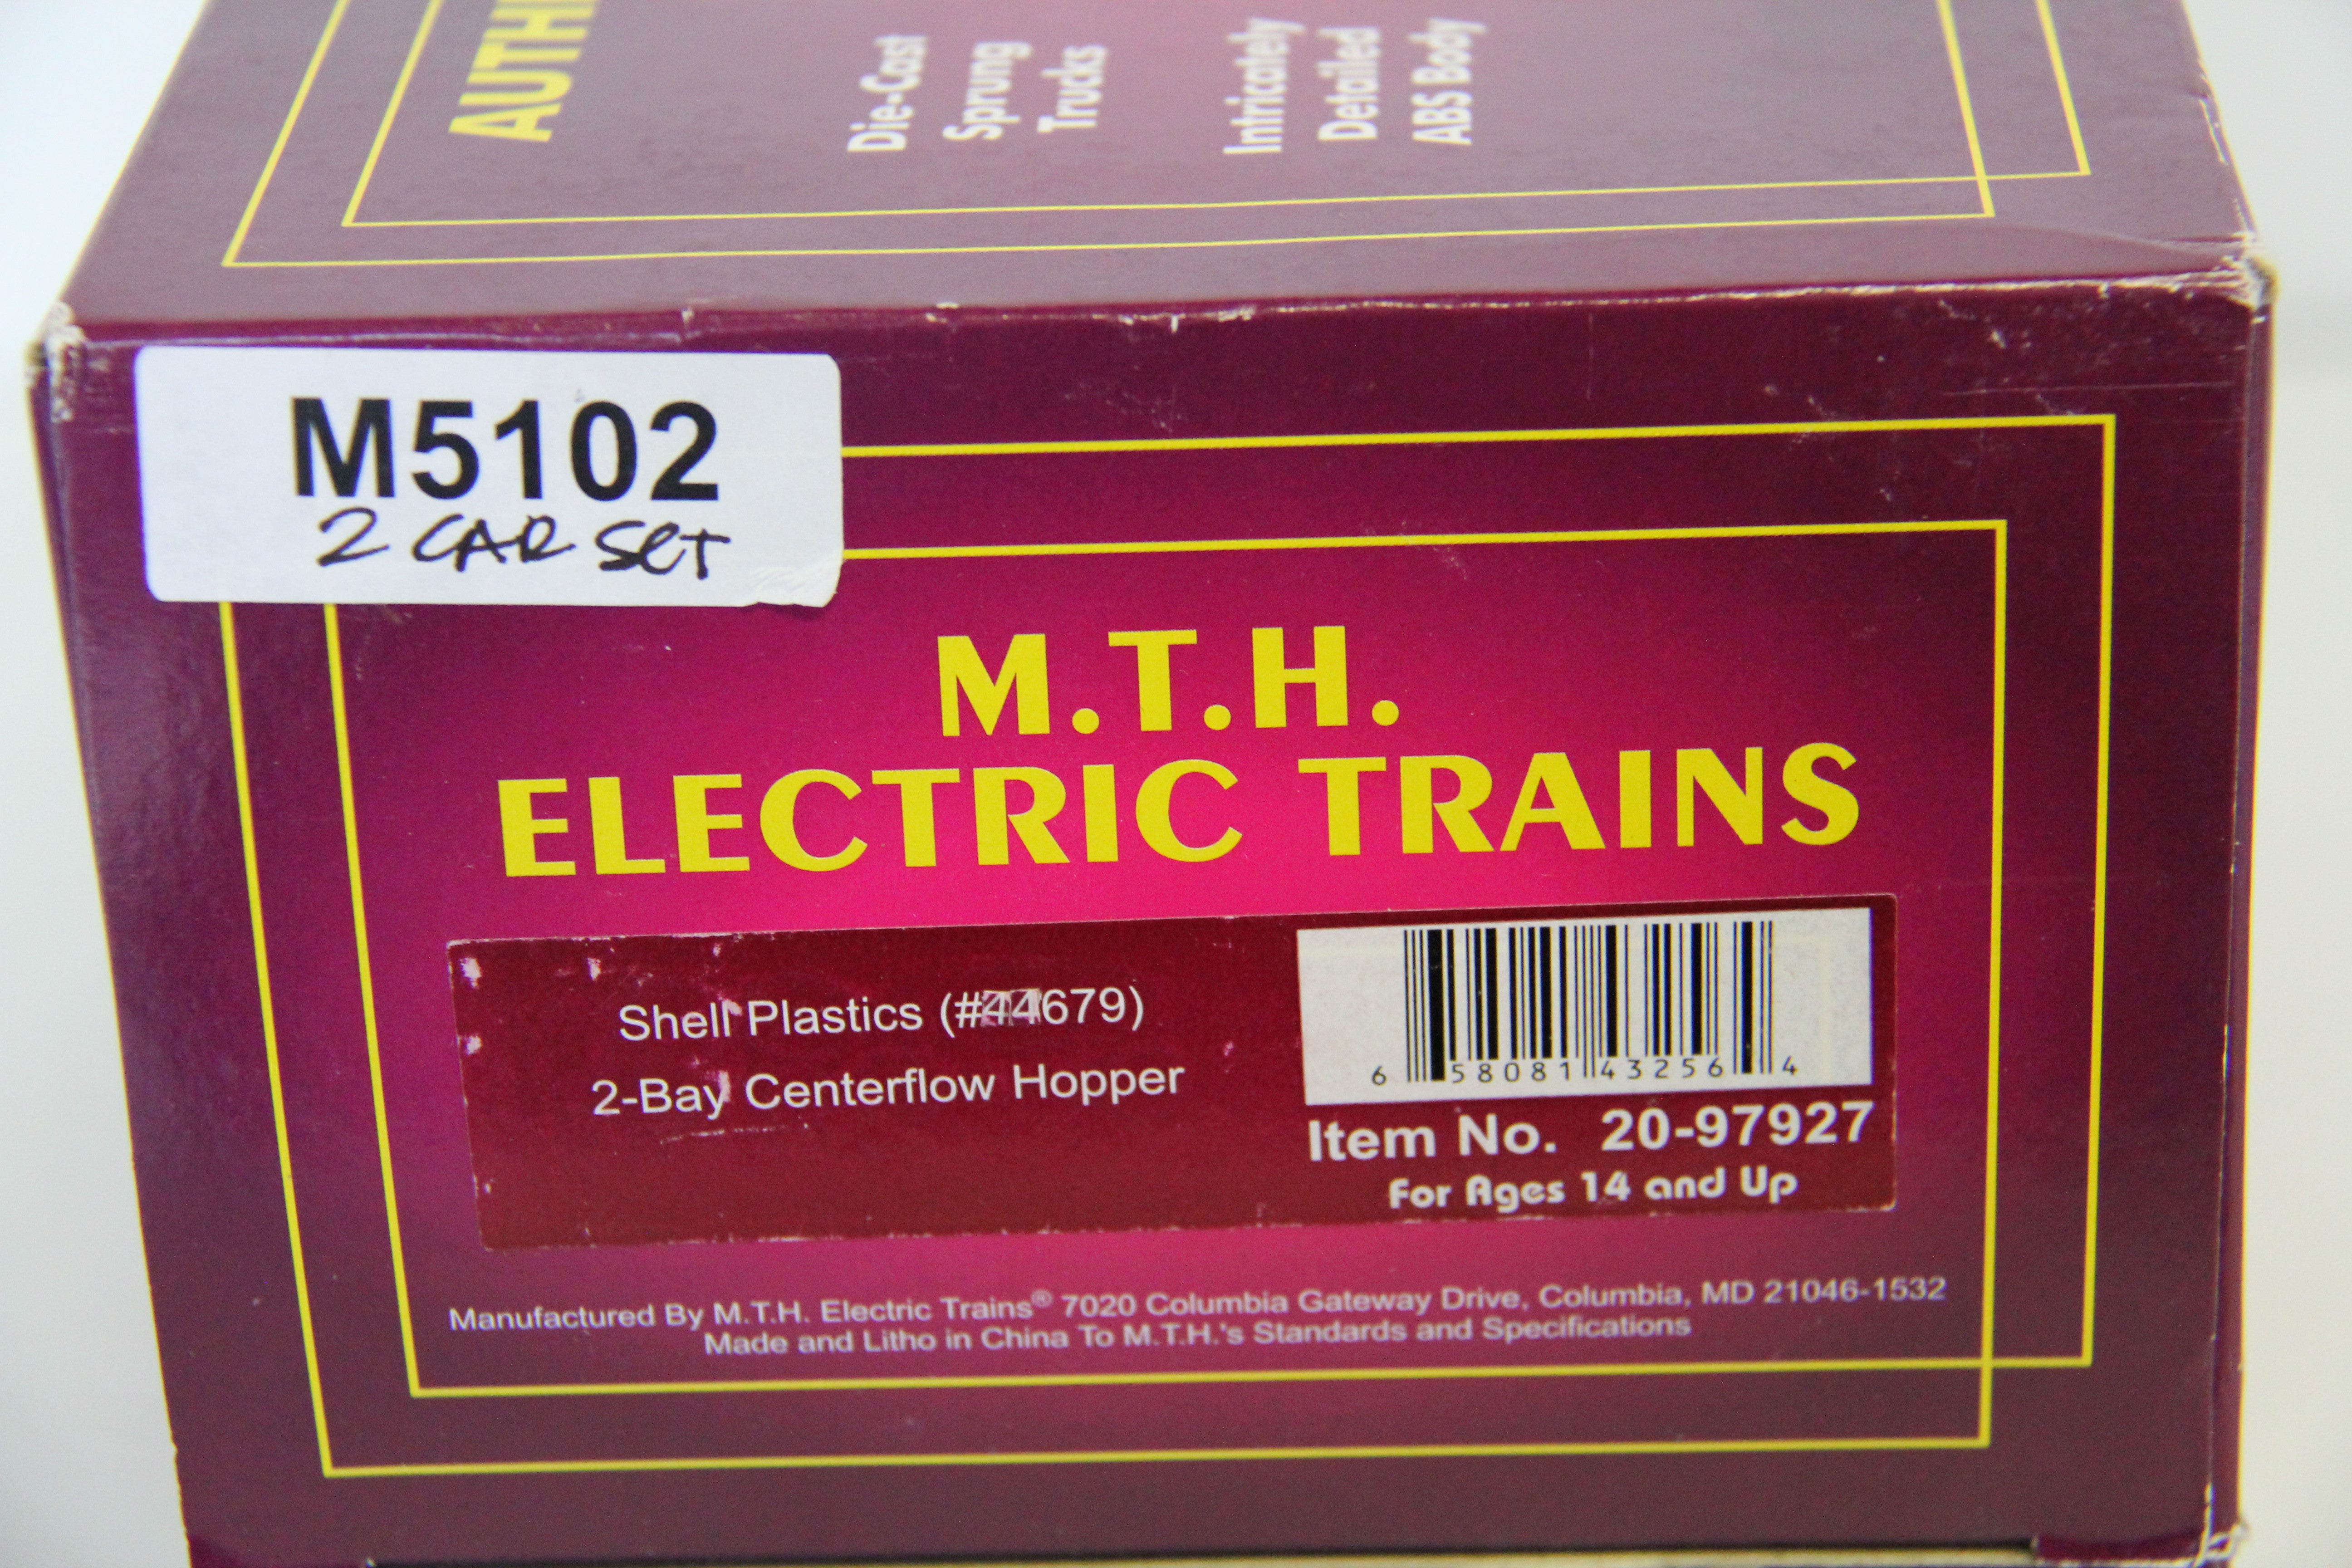 AUTH
Die-Cast
Sprung
Trucks
Intricately
Detailed
ABS Body
M5102
2 CAR SET
M.T.H.
ELECTRIC TRAINS
Shell Plastics (#44679)
2-Bay Centerflow Hopper
6 58081 43256 4
Item No. 20-97927
For Ages 14 and Up
Manufactured By M.T.H. Electric Trains® 7020 Columbia Gateway Drive, Columbia, MD 21046-1532
Made and Litho in China To M.T.H.'s Standards and Specifications